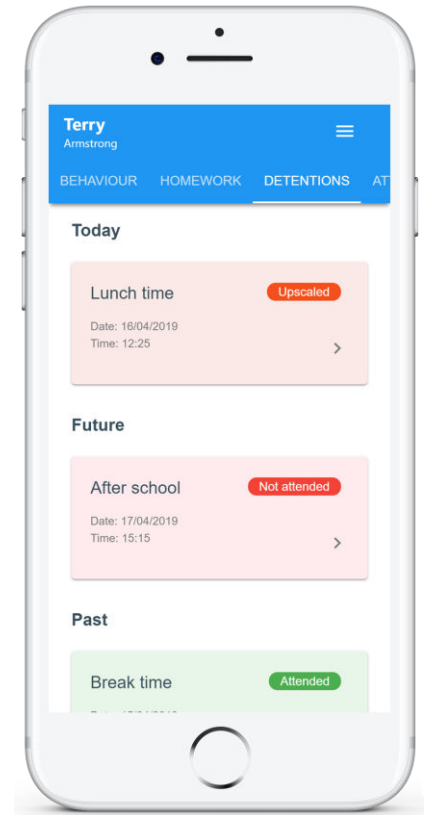 Terry
Armstrong
BEHAVIOUR HOMEWORK DETENTIONS AT
Today
Lunch time Upscaled
Date: 16/04/2019
Time: 12:25
Future
After school Not attended
Date: 17/04/2019
Time: 15:15
Past
Break time Attended